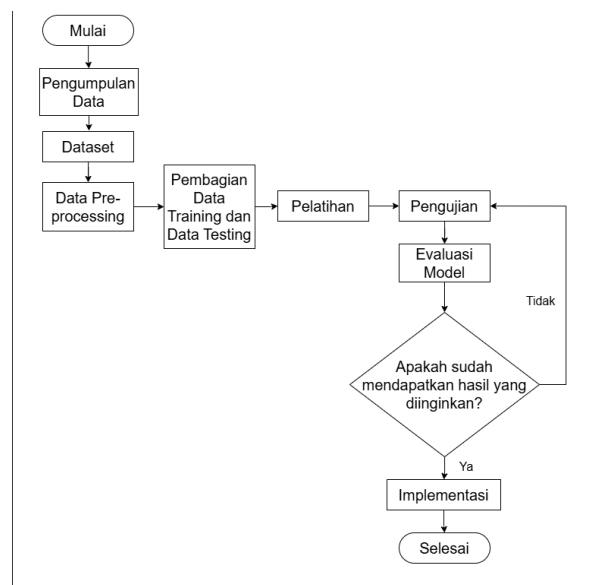 Mulai
Pengumpulan
Data
Dataset
Data Pre-
processing
Pembagian
Data
Training dan
Data Testing
Pelatihan
Pengujian
Evaluasi
Model
Tidak
Apakah sudah
mendapatkan hasil yang
diinginkan?
Ya
Implementasi
Selesai